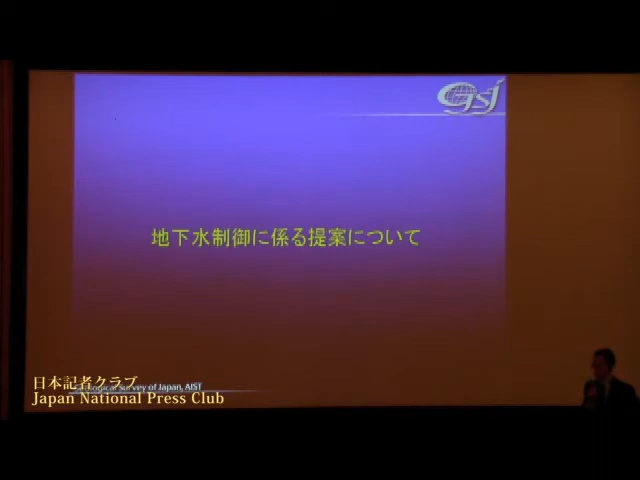 GSJ
地下水制御に係る提案について
Geological Survey of Japan, AIST
日本記者クラブ
Japan National Press Club